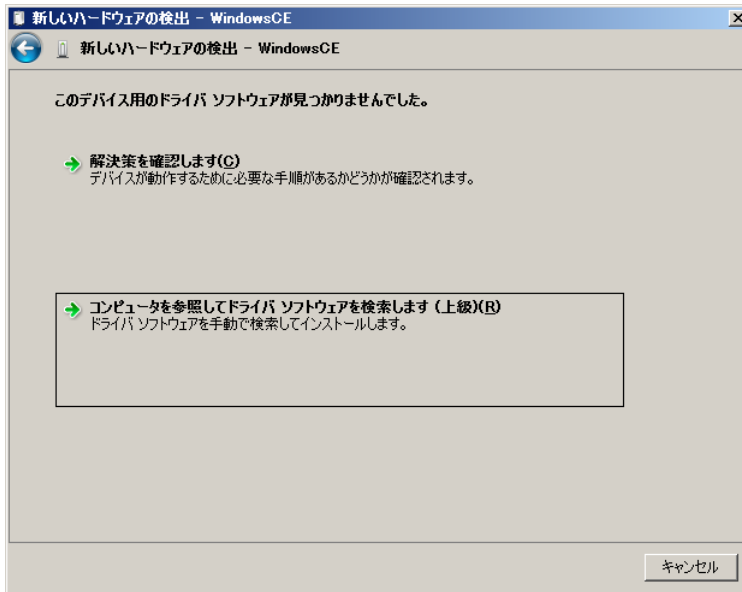 新しいハードウェアの検出 - WindowsCE
新しいハードウェアの検出 - WindowsCE
このデバイス用のドライバ ソフトウェアが見つかりませんでした。
解決策を確認します(C)
デバイスが動作するために必要な手順があるかどうかが確認されます。
コンピュータを参照してドライバ ソフトウェアを検索します (上級)(R)
ドライバ ソフトウェアを手動で検索してインストールします。
キャンセル